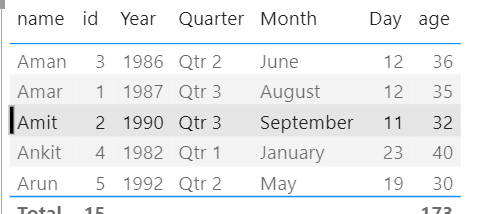 name id Year Quarter Month Day age
Aman 3 1986 Qtr 2 June 12 36
Amar 1 1987 Qtr 3 August 12 35
Amit 2 1990 Qtr 3 September 11 32
Ankit 4 1982 Qtr 1 January 23 40
Arun 5 1992 Qtr 2 May 19 30
Total 15 173